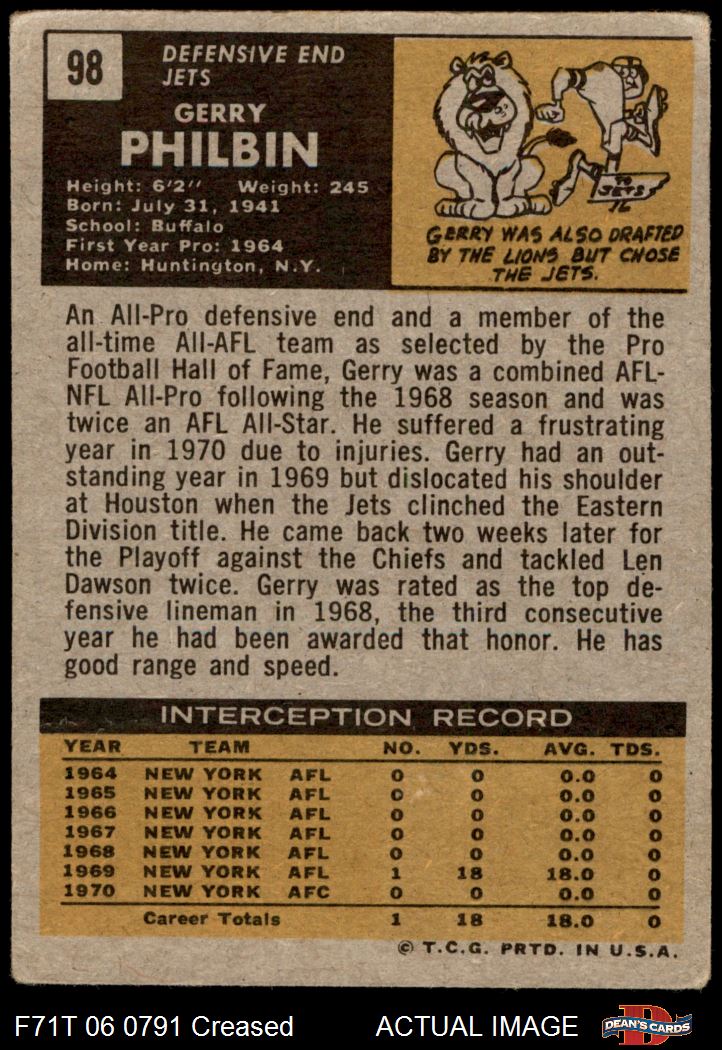 98
DEFENSIVE END
JETS
GERRY
PHILBIN
Height: 6'2'' Weight: 245
Born: July 31, 1941
School: Buffalo
First Year Pro: 1964
Home: Huntington, N.Y.
TO
JETS
GERRY WAS ALSO DRAFTED
BY THE LIONS BUT CHOSE
THE JETS.
An All-Pro defensive end and a member of the
all-time All-AFL team as selected by the Pro
Football Hall of Fame, Gerry was a combined AFL-
NFL All-Pro following the 1968 season and was
twice an AFL All-Star. He suffered a frustrating
year in 1970 due to injuries. Gerry had an out-
standing year in 1969 but dislocated his shoulder
at Houston when the Jets clinched the Eastern
Division title. He came back two weeks later for
the Playoff against the Chiefs and tackled Len
Dawson twice. Gerry was rated as the top de-
fensive lineman in 1968, the third consecutive
year he had been awarded that honor. He has
good range and speed.
INTERCEPTION RECORD
YEAR TEAM NO. YDS. AVG. TDS.
1964 NEW YORK AFL 0 0 0.0 0
1965 NEW YORK AFL 0 0 0.0 0
1966 NEW YORK AFL 0 0 0.0 0
1967 NEW YORK AFL 0 0 0.0 0
1968 NEW YORK AFL 0 0 0.0 0
1969 NEW YORK AFL 1 18 18.0 0
1970 NEW YORK AFC 0 0 0.0 0
Career Totals 1 18 18.0 0
© T.C.G. PRTD. IN U.S.A.
F71T 06 0791 Creased ACTUAL IMAGE
D
DEAN'S CARDS